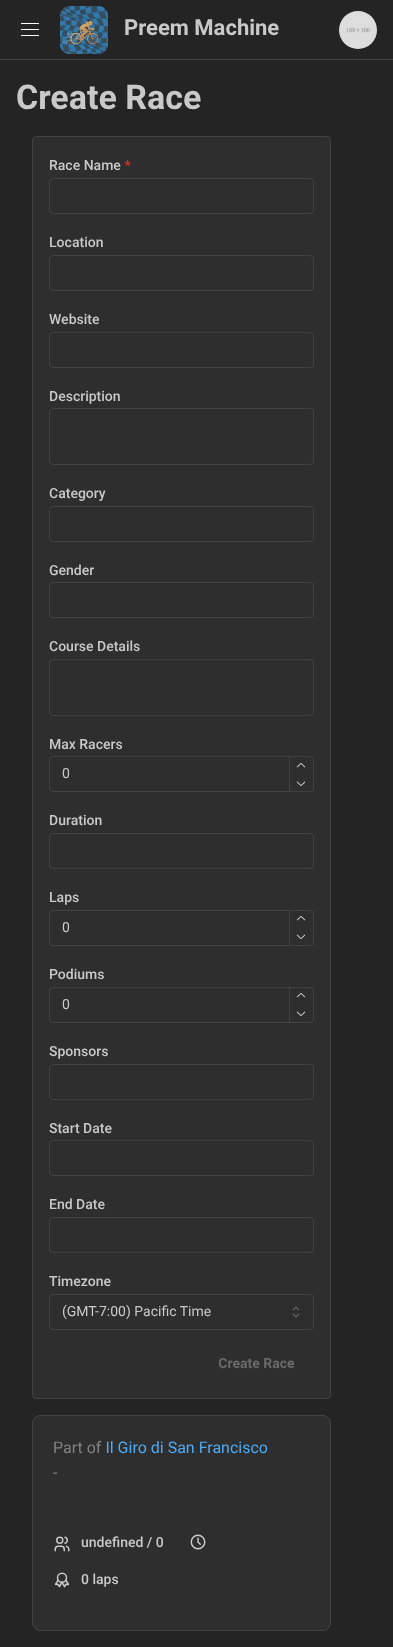 Preem Machine
100 × 100
Create Race
Race Name *
Location
Website
Description
Category
Gender
Course Details
Max Racers
0
Duration
Laps
0
Podiums
0
Sponsors
Start Date
End Date
Timezone
(GMT-7:00) Pacific Time
Create Race
Part of Il Giro di San Francisco
-
undefined / 0
0 laps